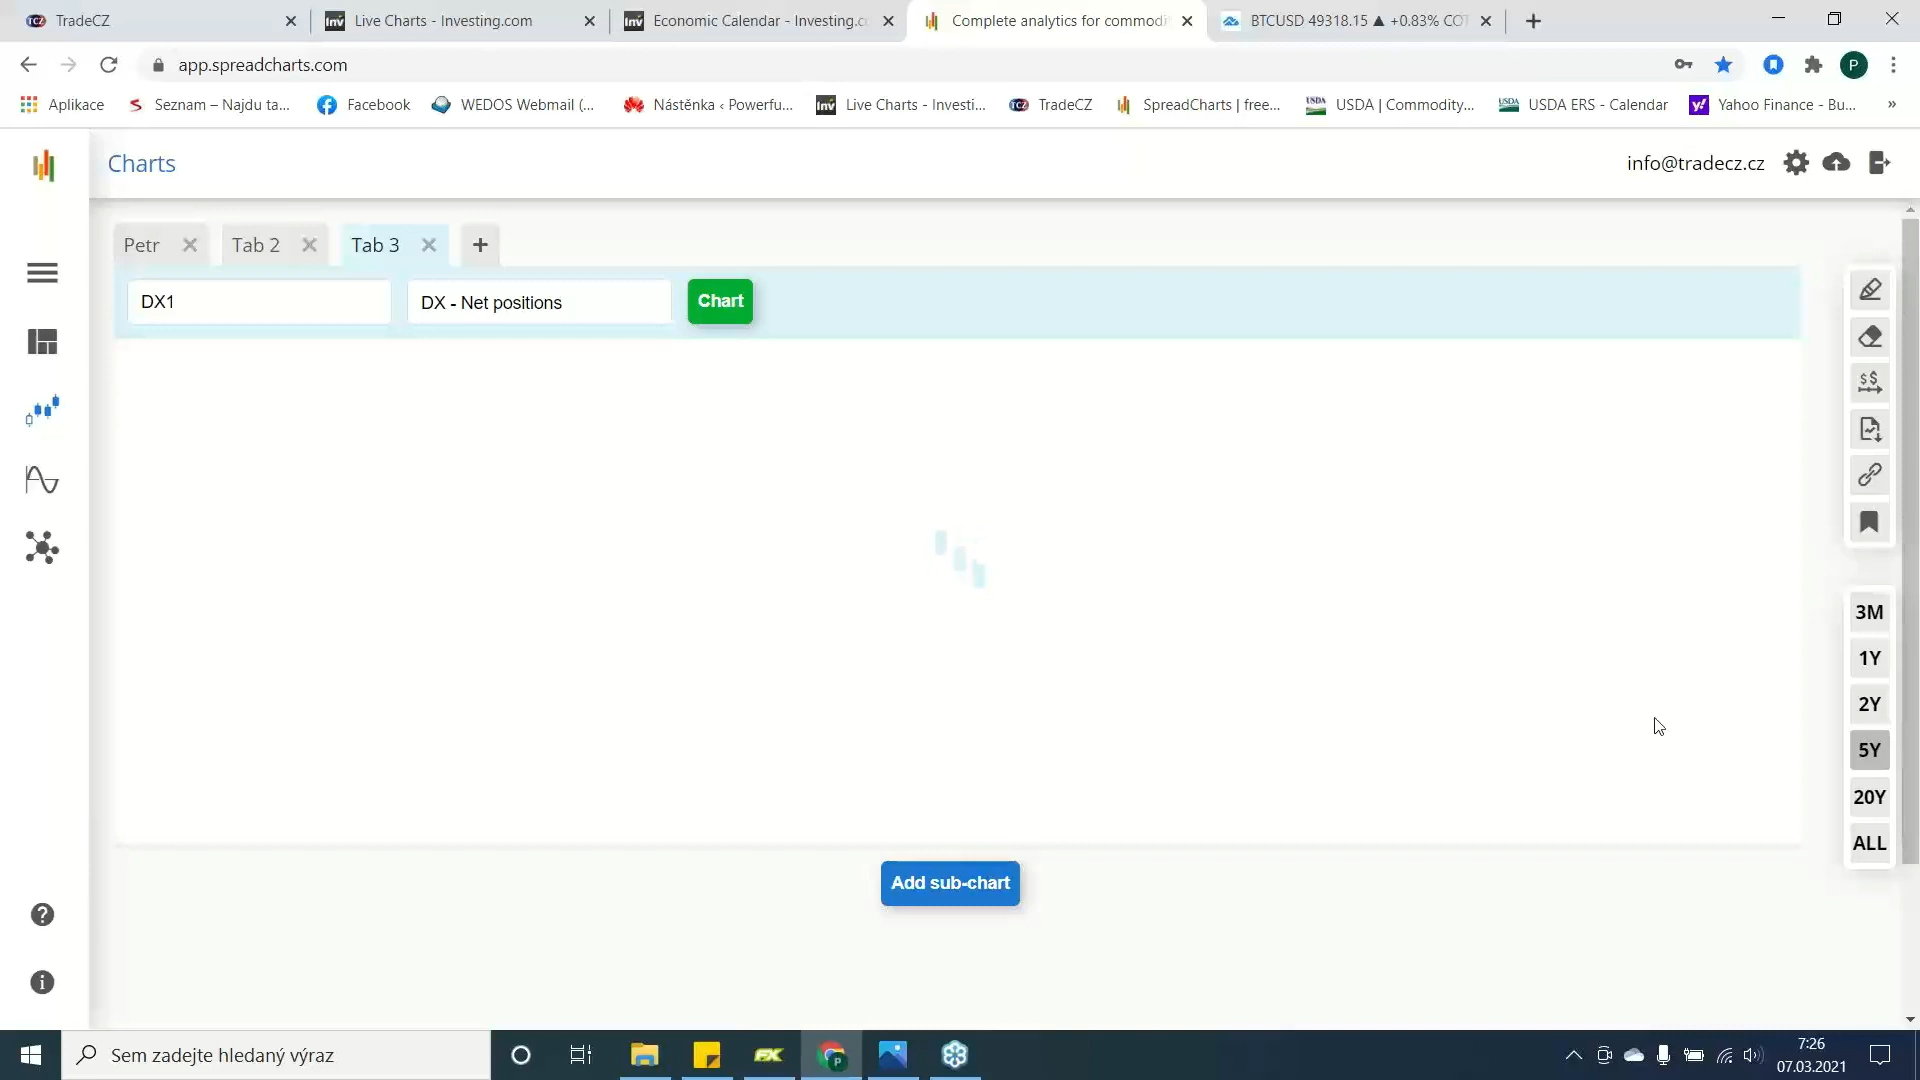 TradeCZ
Live Charts - Investing.com
Economic Calendar - Investing.c
Complete analytics for commodi
BTCUSD 49318.15 ▲ +0.83% COT
app.spreadcharts.com
P
Aplikace
Seznam – Najdu ta...
Facebook
WEDOS Webmail (...
Nástěnka ‹ Powerfu...
Live Charts - Investi...
TradeCZ
SpreadCharts | free...
USDA | Commodity...
USDA ERS - Calendar
Yahoo Finance - Bu...
»
Charts
info@tradecz.cz
Petr
Tab 2
Tab 3
+
DX1
DX - Net positions
Chart
3M
1Y
2Y
5Y
20Y
ALL
Add sub-chart
Sem zadejte hledaný výraz
FX
7:26
07.03.2021